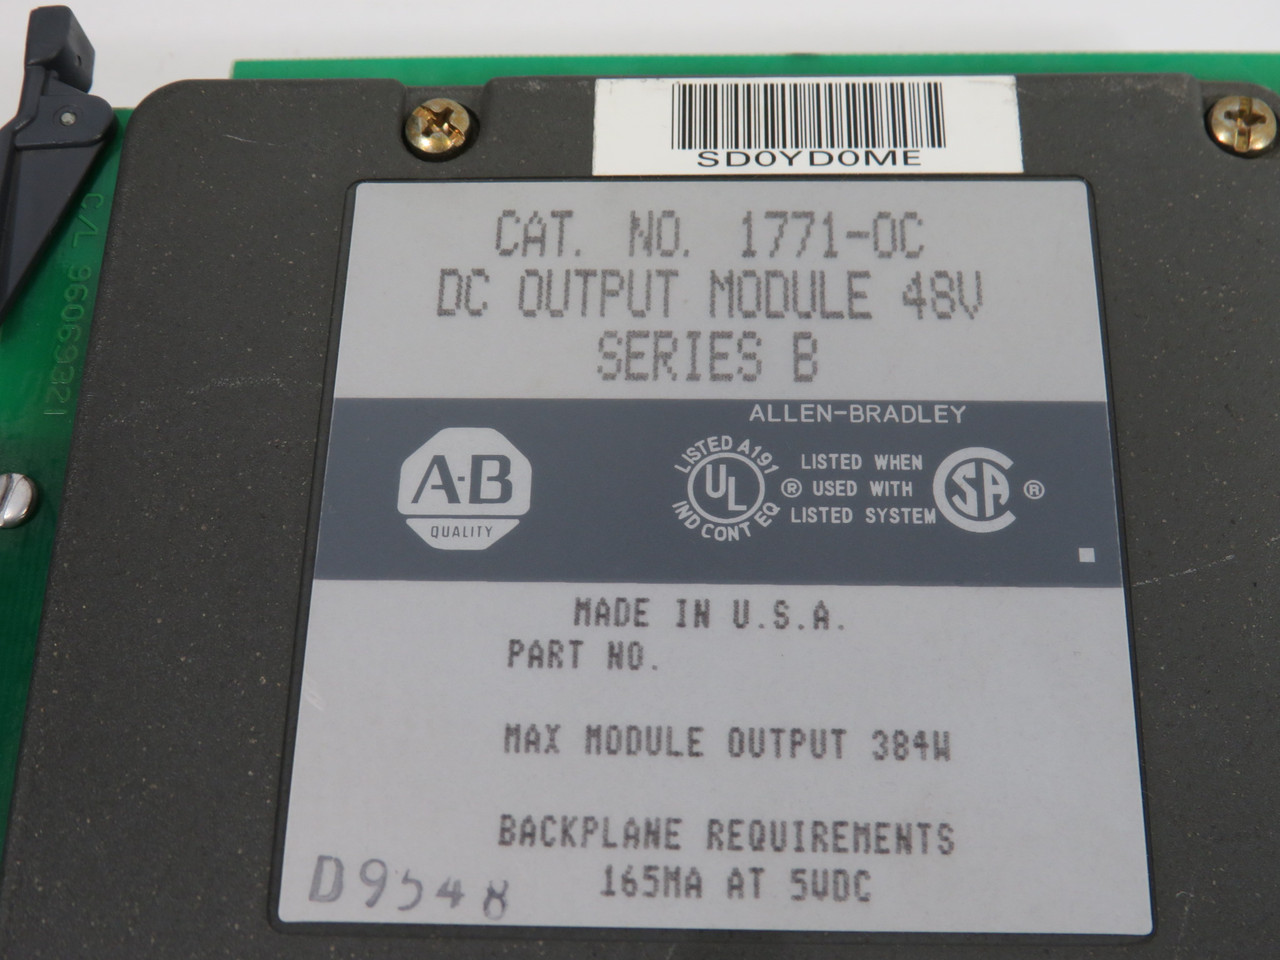 SD0YD0ME
CAT. NO. 1771-OC
DC OUTPUT MODULE 48V
SERIES B
ALLEN-BRADLEY
A-B
QUALITY
LISTED A191
UL
IND CONT EQ
®
LISTED WHEN
USED WITH
LISTED SYSTEM
SA
®
MADE IN U.S.A.
PART NO.
MAX MODULE OUTPUT 384W
BACKPLANE REQUIREMENTS
165MA AT 5VDC
D9548
C/L 96069321